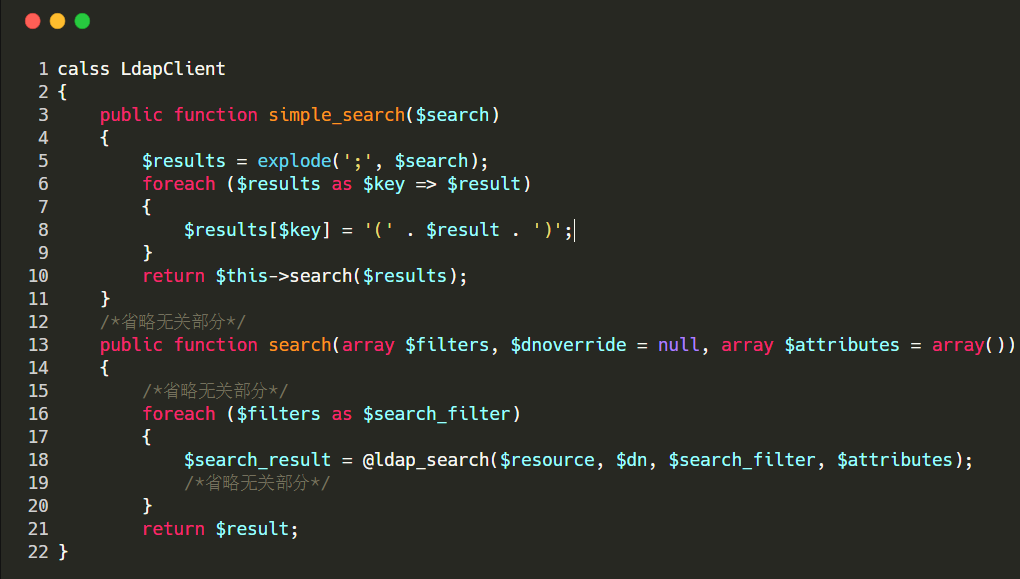 1 calss LdapClient
2 {
3     public function simple_search($search)
4     {
5         $results = explode(';', $search);
6         foreach ($results as $key => $result)
7         {
8             $results[$key] = '(' . $result . ')';
9         }
10         return $this->search($results);
11     }
12     /*省略无关部分*/
13     public function search(array $filters, $dnoverride = null, array $attributes = array())
14     {
15         /*省略无关部分*/
16         foreach ($filters as $search_filter)
17         {
18             $search_result = @ldap_search($resource, $dn, $search_filter, $attributes);
19             /*省略无关部分*/
20         }
21         return $result;
22 }